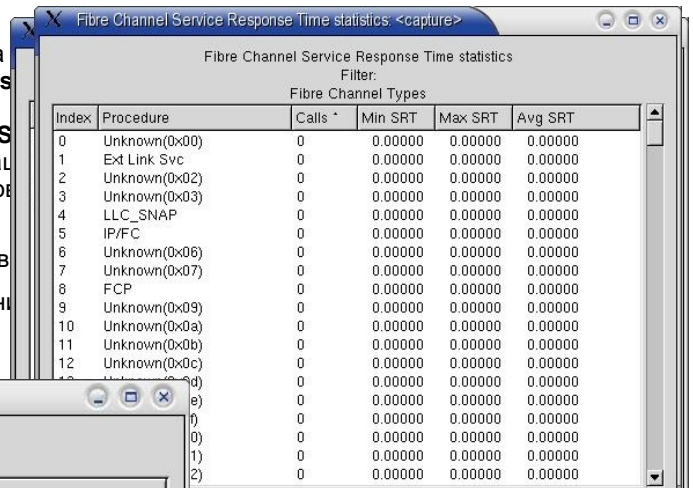 Fibre Channel Service Response Time statistics: <capture>
Fibre Channel Service Response Time statistics
Filter:
Fibre Channel Types
Index Procedure Calls Min SRT Max SRT Avg SRT
0 Unknown(0x00) 0 0.00000 0.00000 0.00000
1 Ext Link Svc 0 0.00000 0.00000 0.00000
2 Unknown(0x02) 0 0.00000 0.00000 0.00000
3 Unknown(0x03) 0 0.00000 0.00000 0.00000
4 LLC_SNAP 0 0.00000 0.00000 0.00000
5 IP/FC 0 0.00000 0.00000 0.00000
6 Unknown(0x06) 0 0.00000 0.00000 0.00000
7 Unknown(0x07) 0 0.00000 0.00000 0.00000
8 FCP 0 0.00000 0.00000 0.00000
9 Unknown(0x09) 0 0.00000 0.00000 0.00000
10 Unknown(0x0a) 0 0.00000 0.00000 0.00000
11 Unknown(0x0b) 0 0.00000 0.00000 0.00000
12 Unknown(0x0c) 0 0.00000 0.00000 0.00000
d) 0 0.00000 0.00000 0.00000
e) 0 0.00000 0.00000 0.00000
f) 0 0.00000 0.00000 0.00000
0) 0 0.00000 0.00000 0.00000
1) 0 0.00000 0.00000 0.00000
2) 0 0.00000 0.00000 0.00000